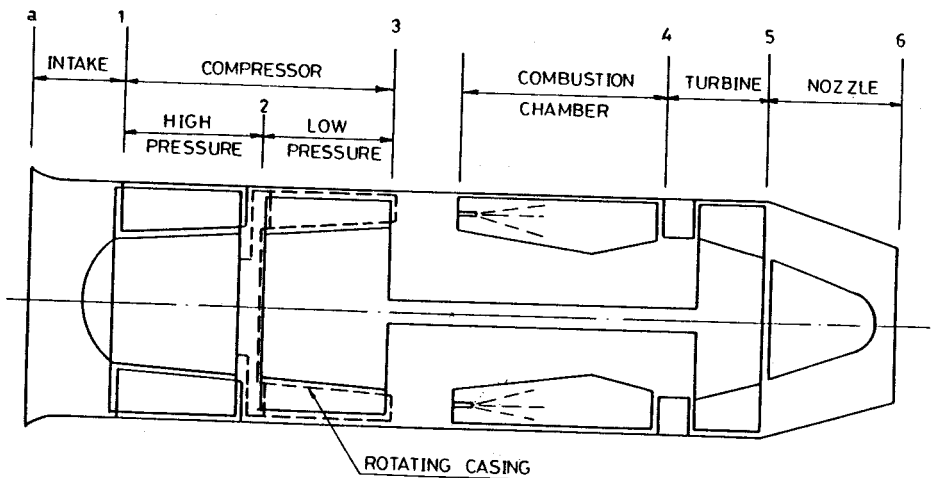 a 1 3 4 5 6
INTAKE COMPRESSOR COMBUSTION CHAMBER TURBINE NOZZLE
2
HIGH PRESSURE LOW PRESSURE
ROTATING CASING